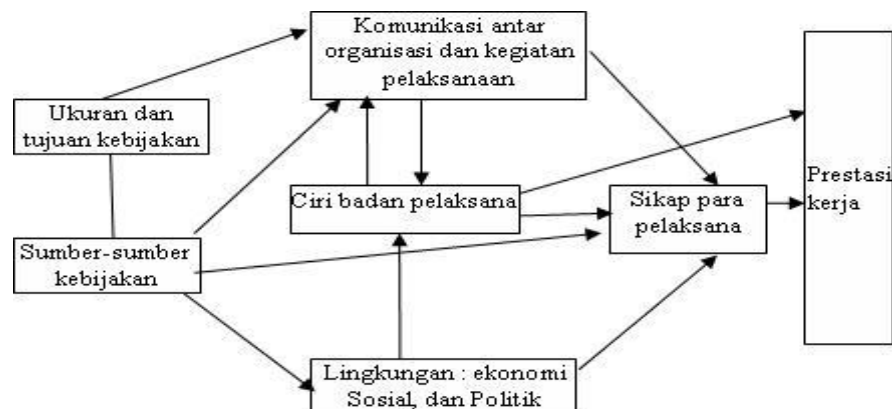 Komunikasi antar
organisasi dan kegiatan
pelaksanaan
Ukuran dan
tujuan kebijakan
Ciri badan pelaksana
Sikap para
pelaksana
Prestasi
kerja
Sumber-sumber
kebijakan
Lingkungan : ekonomi
Sosial, dan Politik